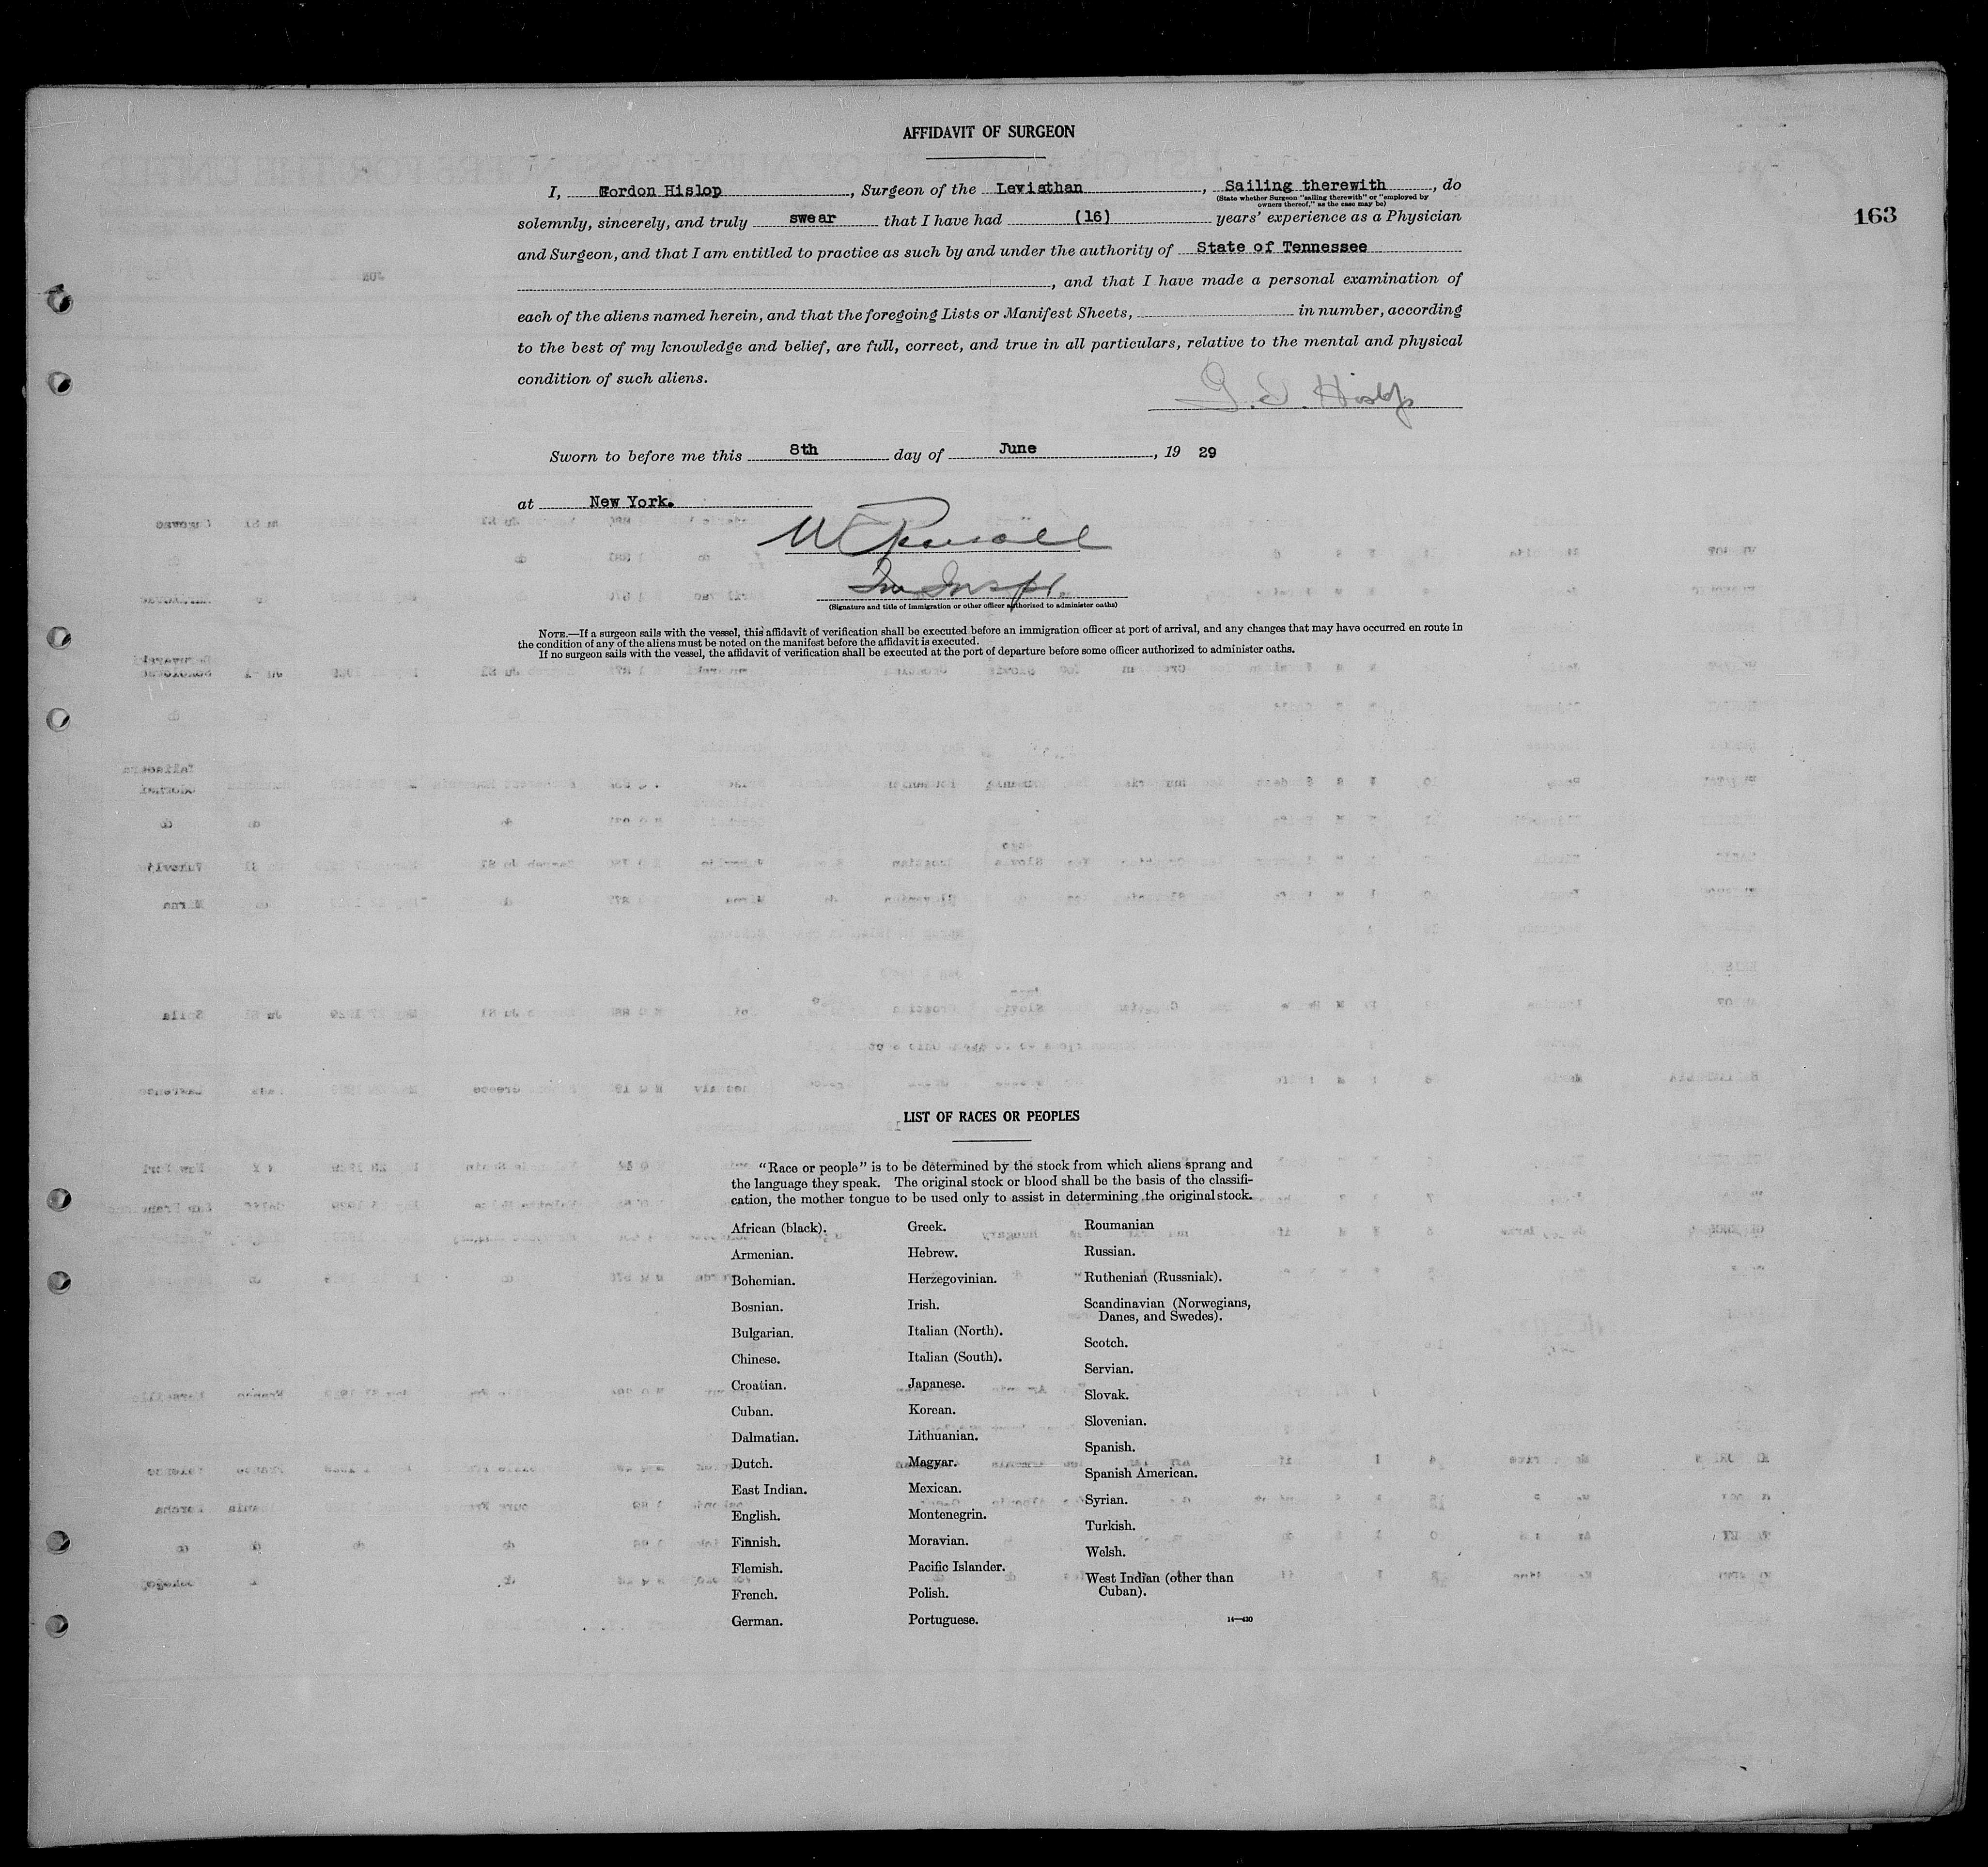 AFFIDAVIT OF SURGEON
163
I, Gordon Hislop, Surgeon of the Leviathan, Sailing therewith, do
(State whether Surgeon "sailing therewith" or "employed by
owners thereof," as the case may be)
solemnly, sincerely, and truly swear that I have had (16) years' experience as a Physician
and Surgeon, and that I am entitled to practice as such by and under the authority of State of Tennessee
, and that I have made a personal examination of
each of the aliens named herein, and that the foregoing Lists or Manifest Sheets, in number, according
to the best of my knowledge and belief, are full, correct, and true in all particulars, relative to the mental and physical
condition of such aliens.
Hislop
Sworn to before me this 8th day of June, 19 29
at New York.
Im Inspr.
(Signature and title of immigration or other officer authorized to administer oaths)
NOTE.—If a surgeon sails with the vessel, this affidavit of verification shall be executed before an immigration officer at port of arrival, and any changes that may have occurred en route in
the condition of any of the aliens must be noted on the manifest before the affidavit is executed.
If no surgeon sails with the vessel, the affidavit of verification shall be executed at the port of departure before some officer authorized to administer oaths.
LIST OF RACES OR PEOPLES
"Race or people" is to be determined by the stock from which aliens sprang and
the language they speak. The original stock or blood shall be the basis of the classifi-
cation, the mother tongue to be used only to assist in determining the original stock.
African (black).
Armenian.
Bohemian.
Bosnian.
Bulgarian.
Chinese.
Croatian.
Cuban.
Dalmatian.
Dutch.
East Indian.
English.
Finnish.
Flemish.
French.
German.
Greek.
Hebrew.
Herzegovinian.
Irish.
Italian (North).
Italian (South).
Japanese.
Korean.
Lithuanian.
Magyar.
Mexican.
Montenegrin.
Moravian.
Pacific Islander.
Polish.
Portuguese.
Roumanian
Russian.
Ruthenian (Russniak).
Scandinavian (Norwegians,
Danes, and Swedes).
Scotch.
Servian.
Slovak.
Slovenian.
Spanish.
Spanish American.
Syrian.
Turkish.
Welsh.
West Indian (other than
Cuban).
14—430